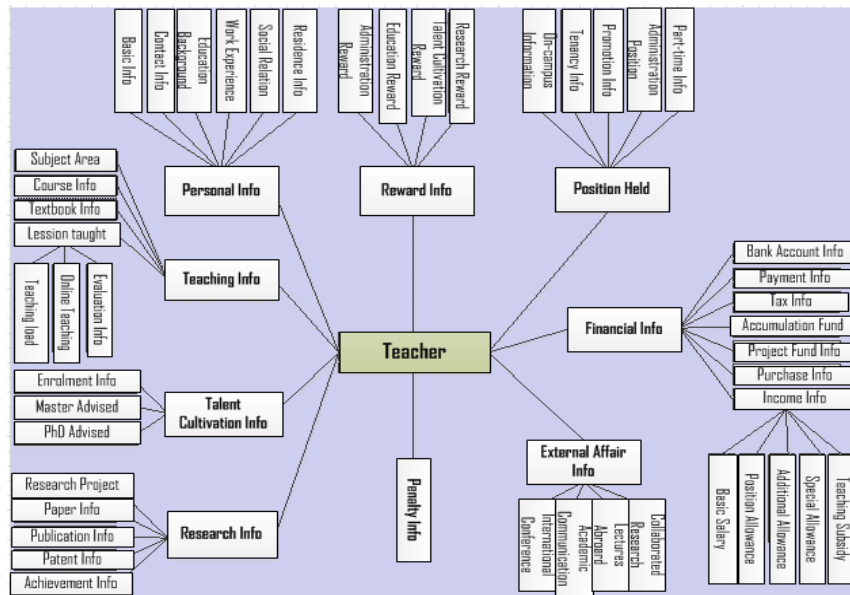 Basic Info
Contact Info
Education
Background
Work Experience
Social Relation
Residence Info
Administration
Reward
Education Reward
Talent Cultivation
Reward
Research Reward
On-campus
Information
Tenancy Info
Promotion Info
Administration
Position
Part-time Info
Personal Info
Reward Info
Position Held
Subject Area
Course Info
Textbook Info
Lession taught
Teaching load
Online Teaching
Evaluation Info
Teaching Info
Teacher
Financial Info
Bank Account Info
Payment Info
Tax Info
Accumulation Fund
Project Fund Info
Purchase Info
Income Info
Basic Salary
Position Allowance
Additional Allowance
Special Allowance
Teaching Subsidy
Enrolment Info
Master Advised
PhD Advised
Talent
Cultivation Info
Research Project
Paper Info
Publication Info
Patent Info
Achievement Info
Research Info
Penalty Info
External Affair
Info
International
Conference
Academic
Communication
Lectures
Abroad
Collaborated
Research